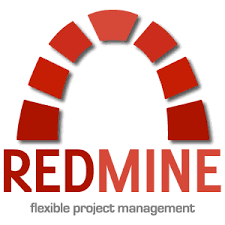 REDMINE
flexible project management